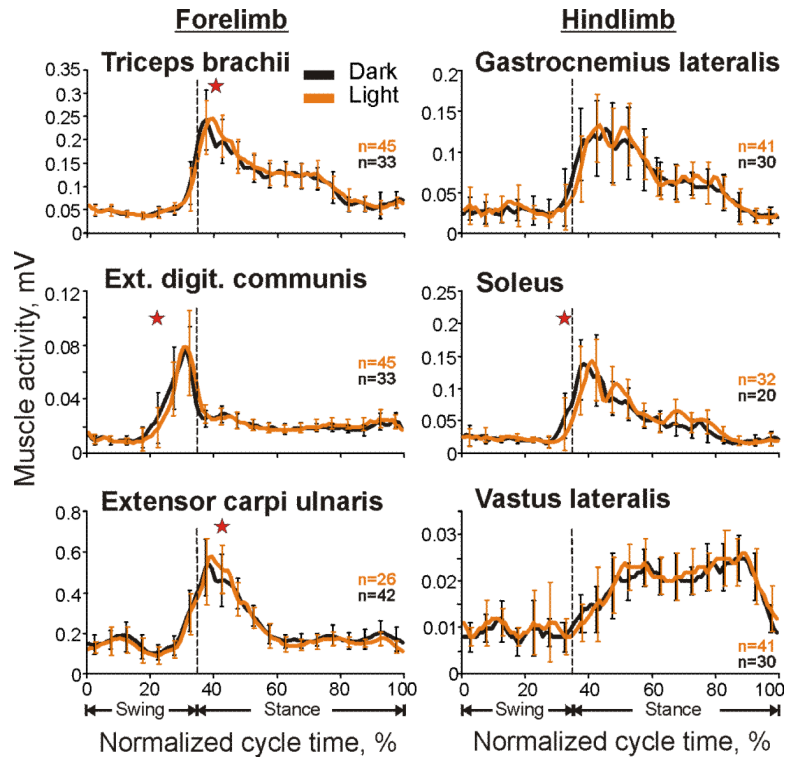 Forelimb
Hindlimb
Triceps brachii
Gastrocnemius lateralis
Dark
Light
0.35
0.3
0.25
0.2
0.15
0.1
0.05
0
n=45
n=33
0.2
0.15
0.1
0.05
0
n=41
n=30
Ext. digit. communis
Soleus
0.12
0.08
0.04
0
n=45
n=33
0.25
0.2
0.15
0.1
0.05
0
n=32
n=20
Extensor carpi ulnaris
Vastus lateralis
0.8
0.6
0.4
0.2
0
n=26
n=42
0.03
0.02
0.01
0
n=41
n=30
Muscle activity, mV
0 20 40 60 80 100
0 20 40 60 80 100
Swing Stance
Swing Stance
Normalized cycle time, %
Normalized cycle time, %